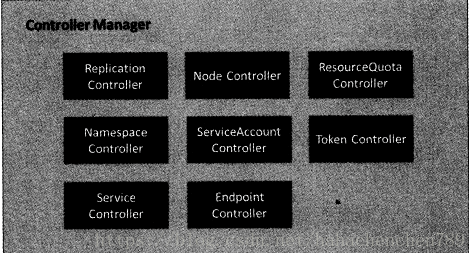 Controller Manager
Replication
Controller
Node Controller
ResourceQuota
Controller
Namespace
Controller
ServiceAccount
Controller
Token Controller
Service
Controller
Endpoint
Controller